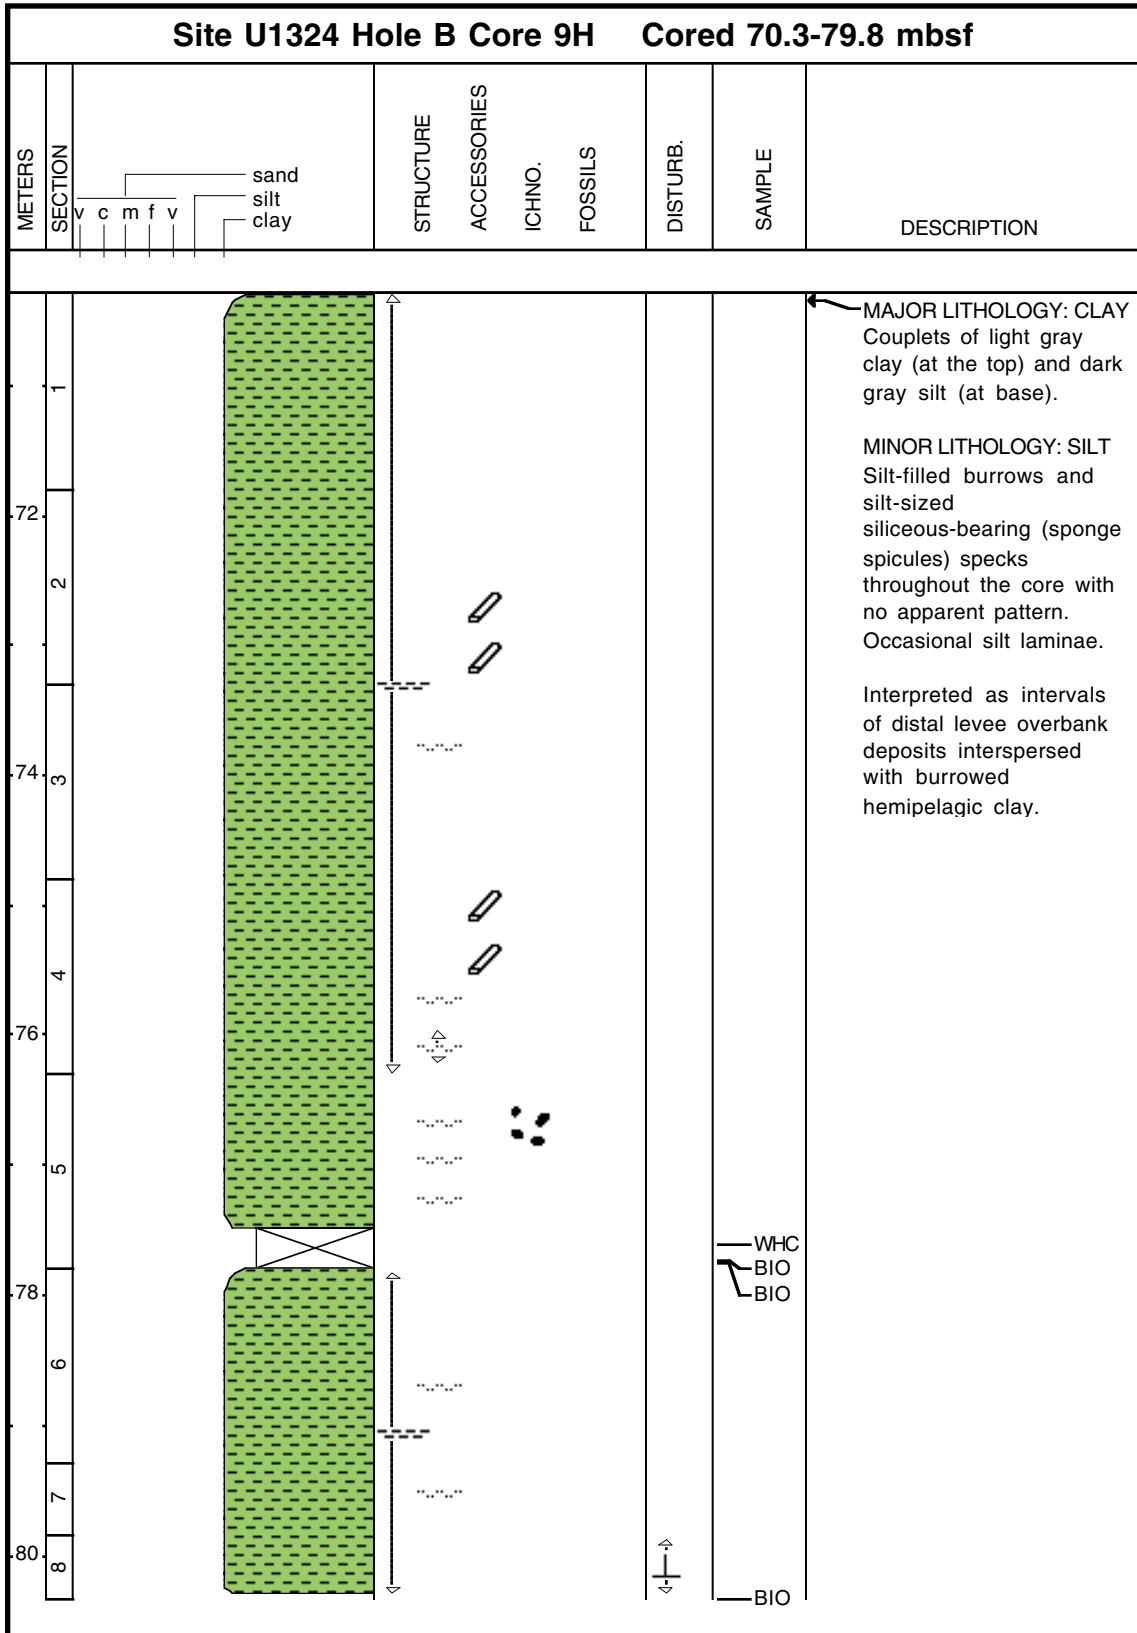 Site U1324 Hole B Core 9H Cored 70.3-79.8 mbsf
METERS
SECTION
v c m f v
sand
silt
clay
STRUCTURE
ACCESSORIES
ICHNO.
FOSSILS
DISTURB.
SAMPLE
DESCRIPTION
MAJOR LITHOLOGY: CLAY
Couplets of light gray
clay (at the top) and dark
gray silt (at base).
MINOR LITHOLOGY: SILT
Silt-filled burrows and
silt-sized
siliceous-bearing (sponge
spicules) specks
throughout the core with
no apparent pattern.
Occasional silt laminae.
Interpreted as intervals
of distal levee overbank
deposits interspersed
with burrowed
hemipelagic clay.
1
72
2
74
3
4
76
5
WHC
BIO
78
BIO
6
7
80
8
BIO